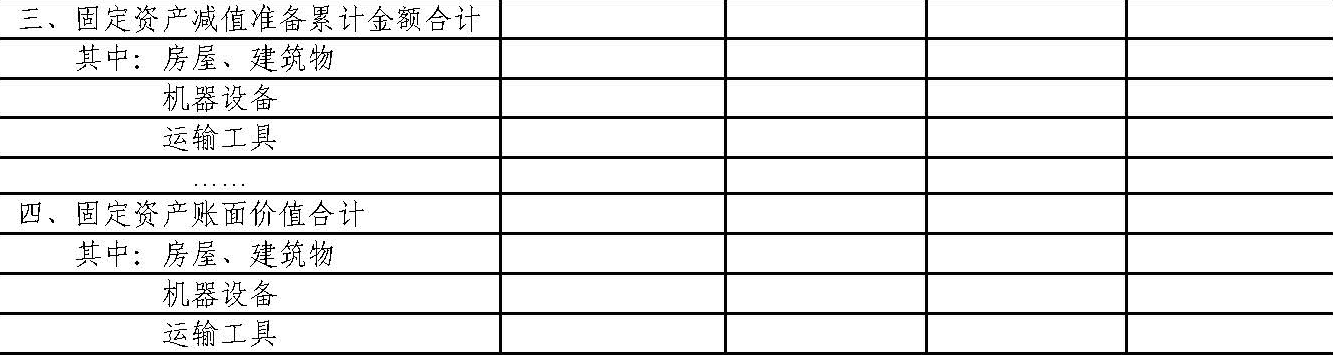 三、固定资产减值准备累计金额合计
其中：房屋、建筑物
机器设备
运输工具
……
四、固定资产账面价值合计
其中：房屋、建筑物
机器设备
运输工具